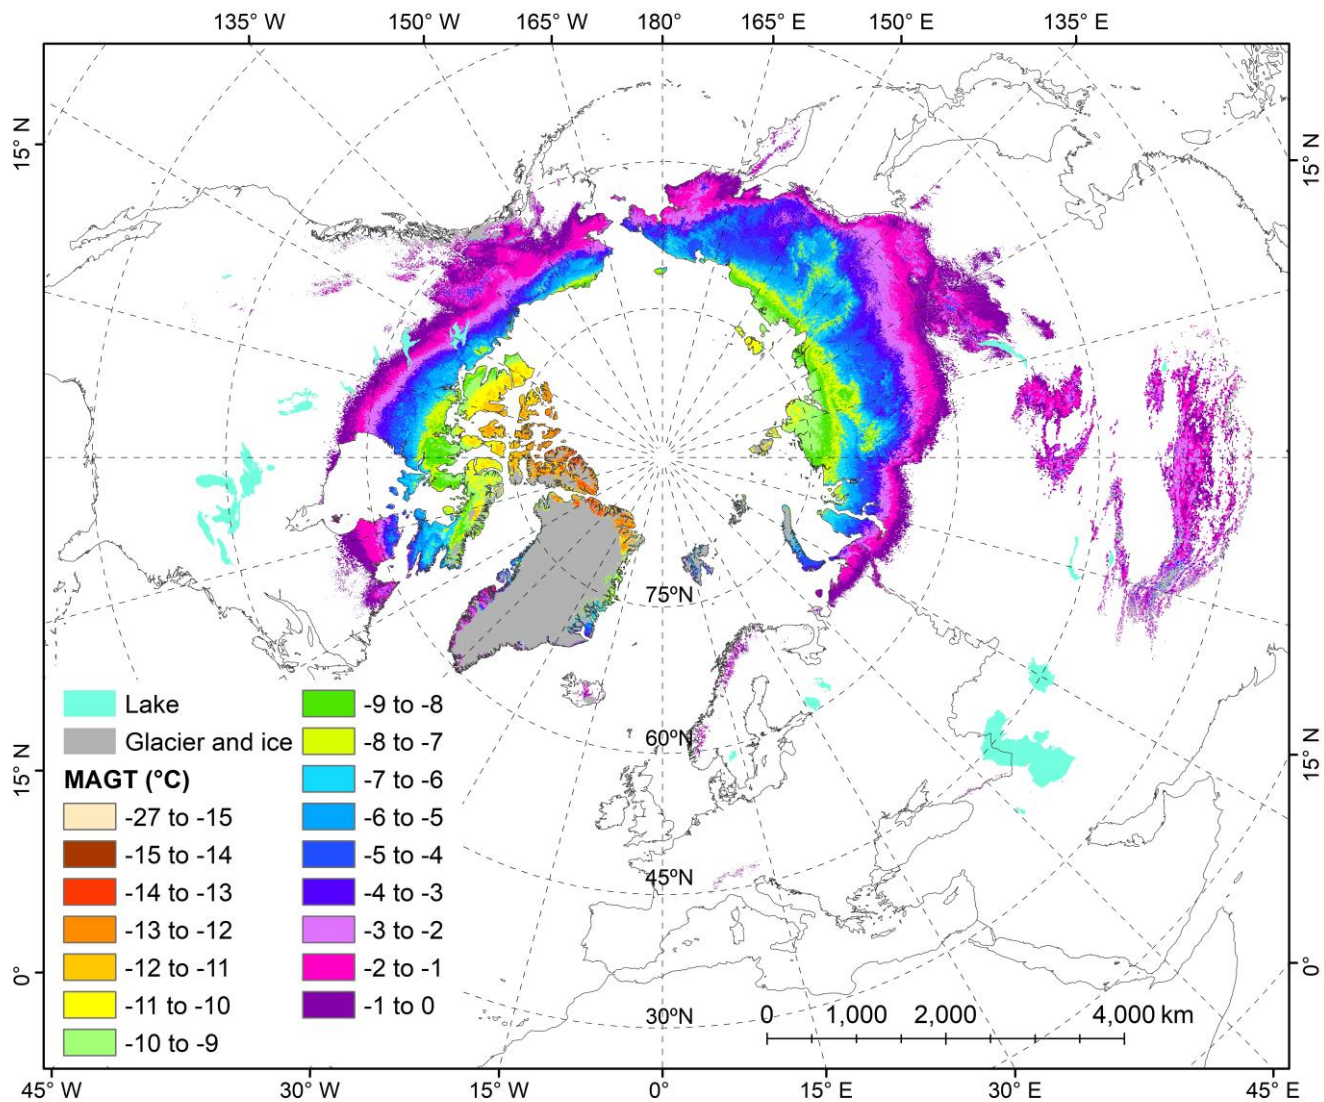 135° W 150° W 165° W 180° 165° E 150° E 135° E
15° N 15° N
75°N
60°N
45°N
30°N
15° N 15° N
0° 0°
Lake
Glacier and ice
MAGT (°C)
-27 to -15
-15 to -14
-14 to -13
-13 to -12
-12 to -11
-11 to -10
-10 to -9
-9 to -8
-8 to -7
-7 to -6
-6 to -5
-5 to -4
-4 to -3
-3 to -2
-2 to -1
-1 to 0
0 1,000 2,000 4,000 km
45° W 30° W 15° W 0° 15° E 30° E 45° E